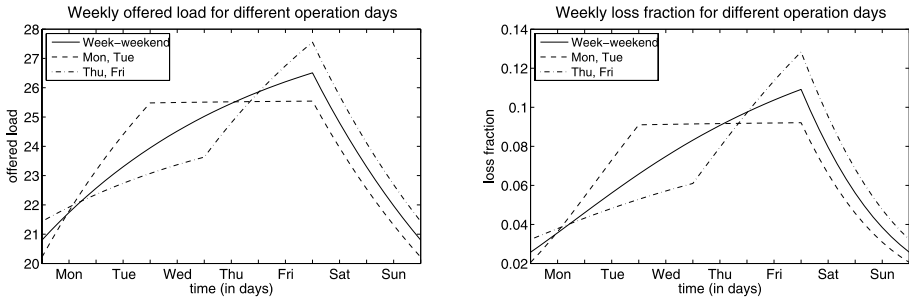 Weekly offered load for different operation days
28
27
26
25
24
23
22
21
20
offered load
Week−weekend
Mon, Tue
Thu, Fri
Mon Tue Wed Thu Fri Sat Sun
time (in days)
Weekly loss fraction for different operation days
0.14
0.12
0.1
0.08
0.06
0.04
0.02
loss fraction
Week−weekend
Mon, Tue
Thu, Fri
Mon Tue Wed Thu Fri Sat Sun
time (in days)